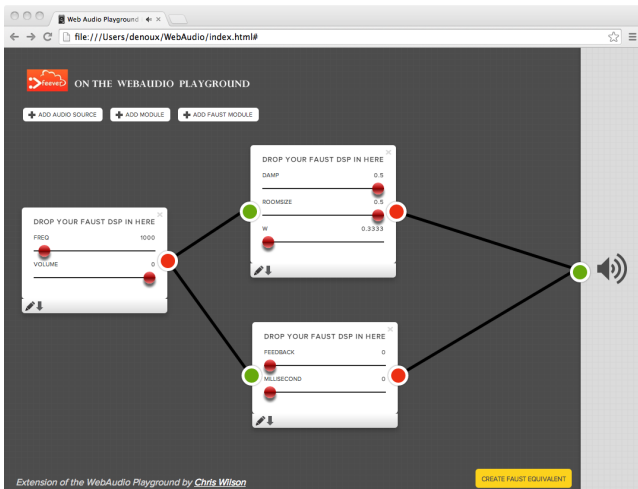 Web Audio Playground
file:///Users/denoux/WebAudio/index.html#
feever ON THE WEBAUDIO PLAYGROUND
ADD AUDIO SOURCE ADD MODULE ADD FAUST MODULE
DROP YOUR FAUST DSP IN HERE
DAMP 0.5
ROOMSIZE 0.5
W 0.3333
DROP YOUR FAUST DSP IN HERE
FREQ 1000
VOLUME 0
DROP YOUR FAUST DSP IN HERE
FEEDBACK 0
MILLISECOND 0
Extension of the WebAudio Playground by Chris Wilson
CREATE FAUST EQUIVALENT